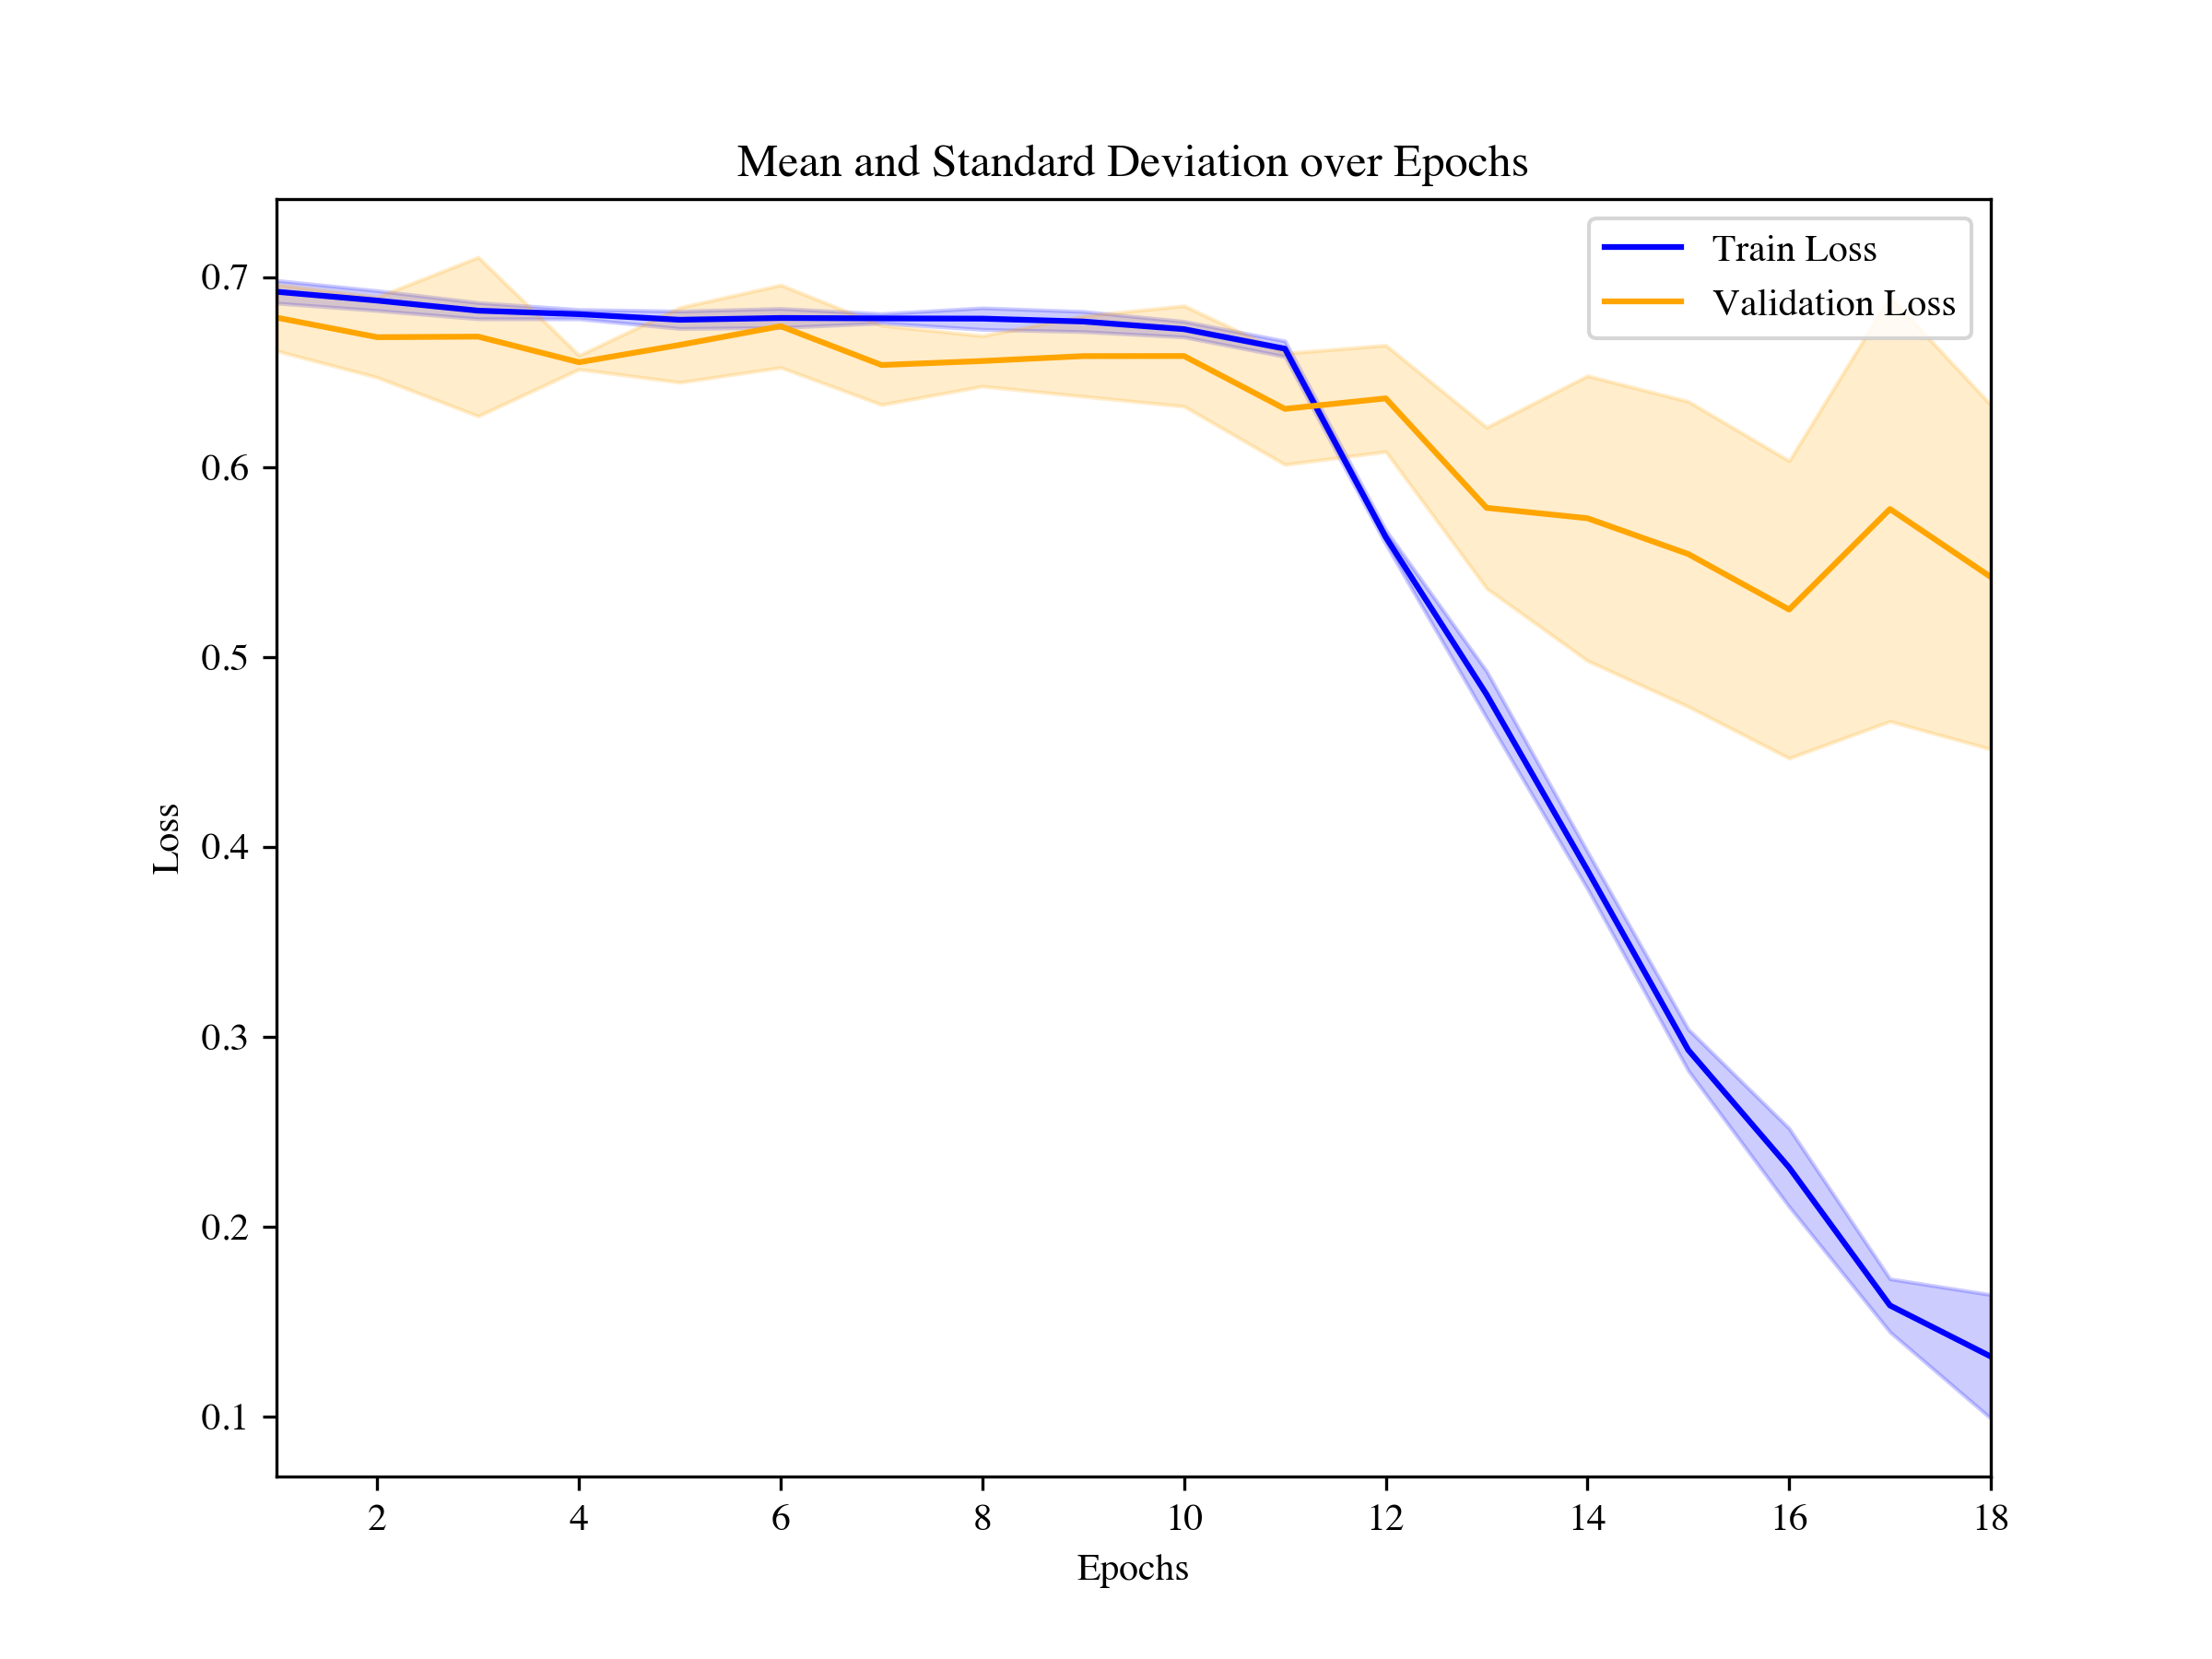 Mean and Standard Deviation over Epochs
Train Loss
Validation Loss
0.7
0.6
0.5
0.4
0.3
0.2
0.1
Loss
2 4 6 8 10 12 14 16 18
Epochs